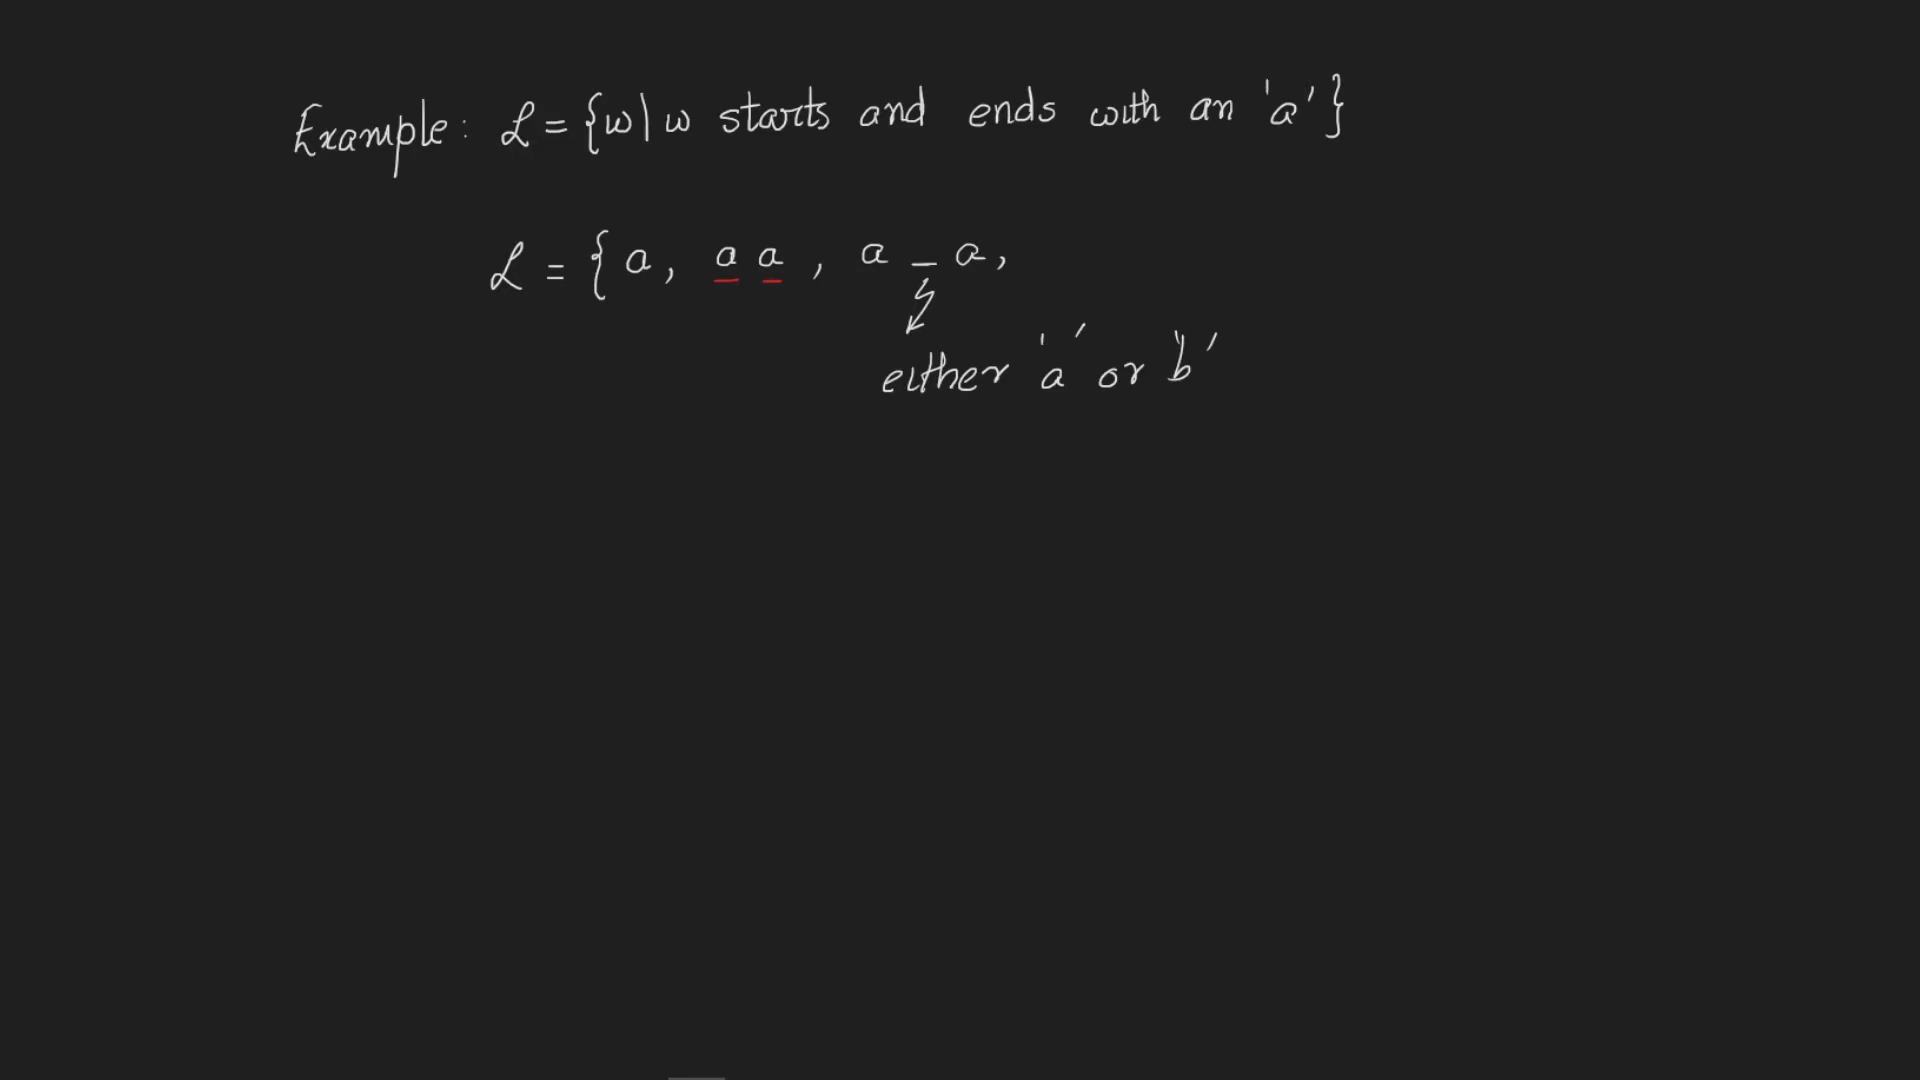 Example: L = {w| w starts and ends with an 'a'}
L = { a, a a , a _ a,
either 'a' or 'b'